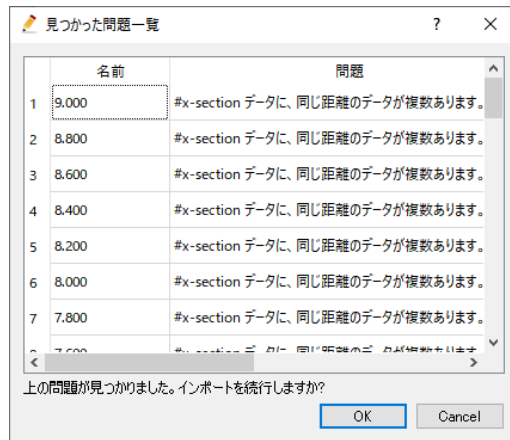 見つかった問題一覧 ?
名前 問題
1 9.000 #x-section データに、同じ距離のデータが複数あります。
2 8.800 #x-section データに、同じ距離のデータが複数あります。
3 8.600 #x-section データに、同じ距離のデータが複数あります。
4 8.400 #x-section データに、同じ距離のデータが複数あります。
5 8.200 #x-section データに、同じ距離のデータが複数あります。
6 8.000 #x-section データに、同じ距離のデータが複数あります。
7 7.800 #x-section データに、同じ距離のデータが複数あります。
上の問題が見つかりました。インポートを続行しますか?
OK Cancel